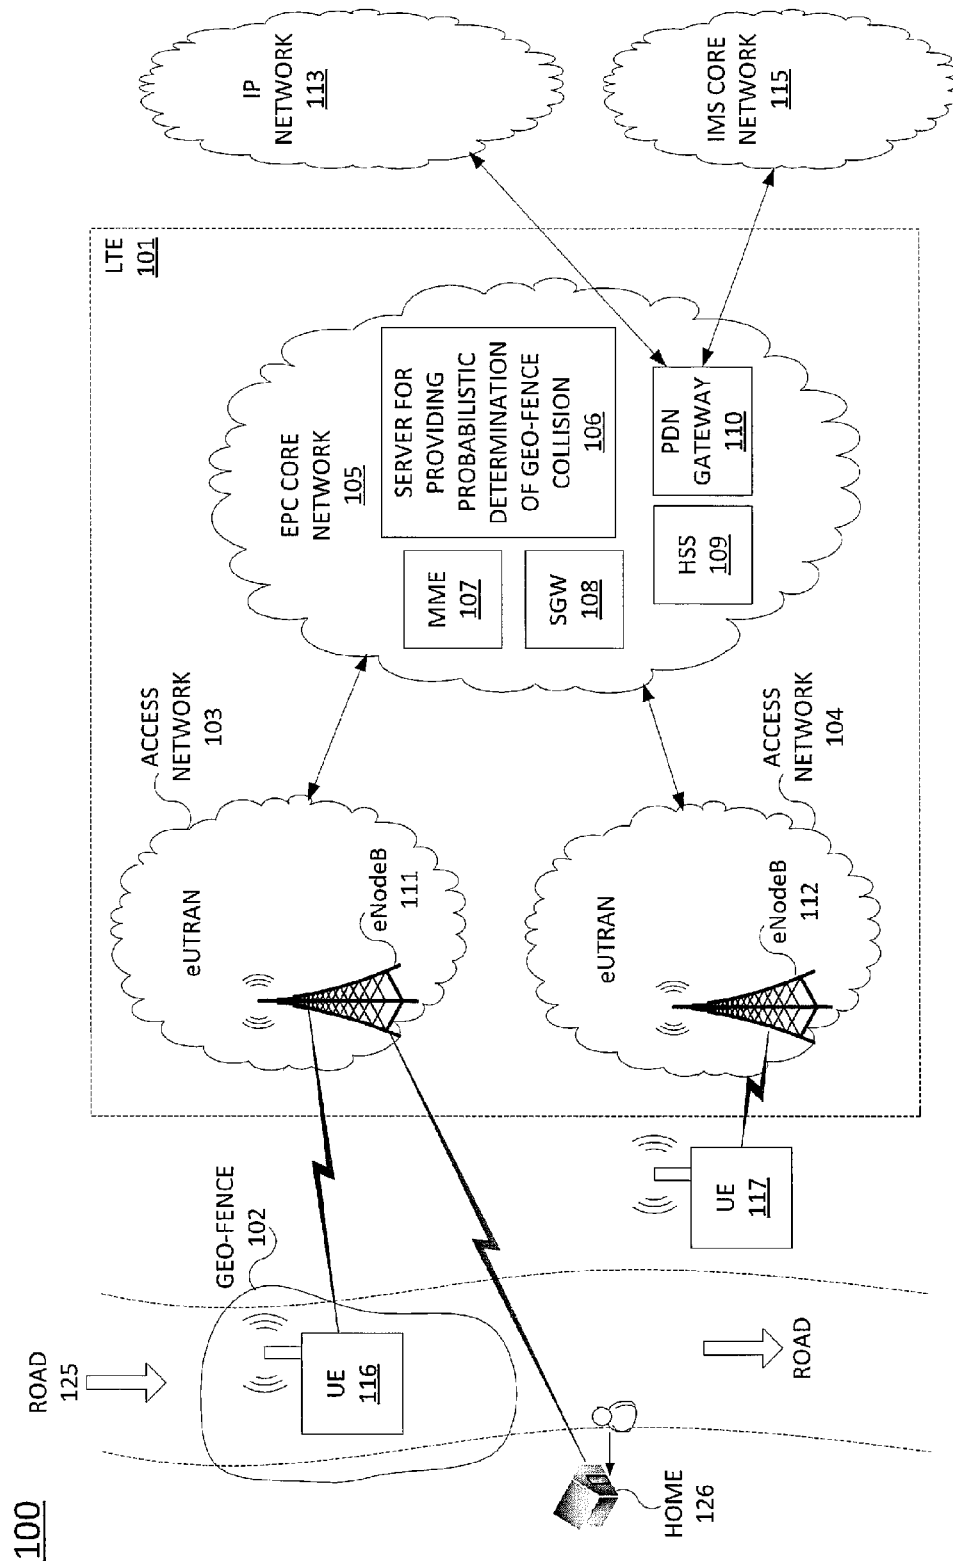 100
ROAD
125
GEO-FENCE
102
UE
116
HOME
126
ROAD
UE
117
LTE
101
ACCESS
NETWORK
103
eUTRAN
eNodeB
111
ACCESS
NETWORK
104
eUTRAN
eNodeB
112
EPC CORE
NETWORK
105
SERVER FOR
PROVIDING
PROBABILISTIC
DETERMINATION
OF GEO-FENCE
COLLISION
106
MME
107
SGW
108
HSS
109
PDN
GATEWAY
110
IP
NETWORK
113
IMS CORE
NETWORK
115